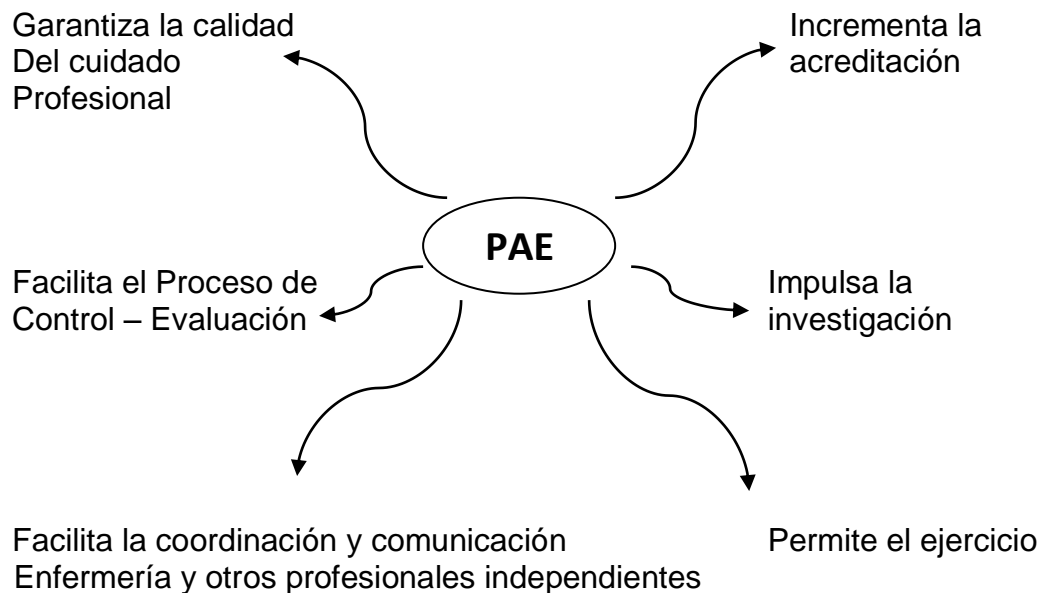 Garantiza la calidad
Del cuidado
Profesional
Incrementa la
acreditación
PAE
Facilita el Proceso de
Control – Evaluación
Impulsa la
investigación
Facilita la coordinación y comunicación
Enfermería y otros profesionales independientes
Permite el ejercicio